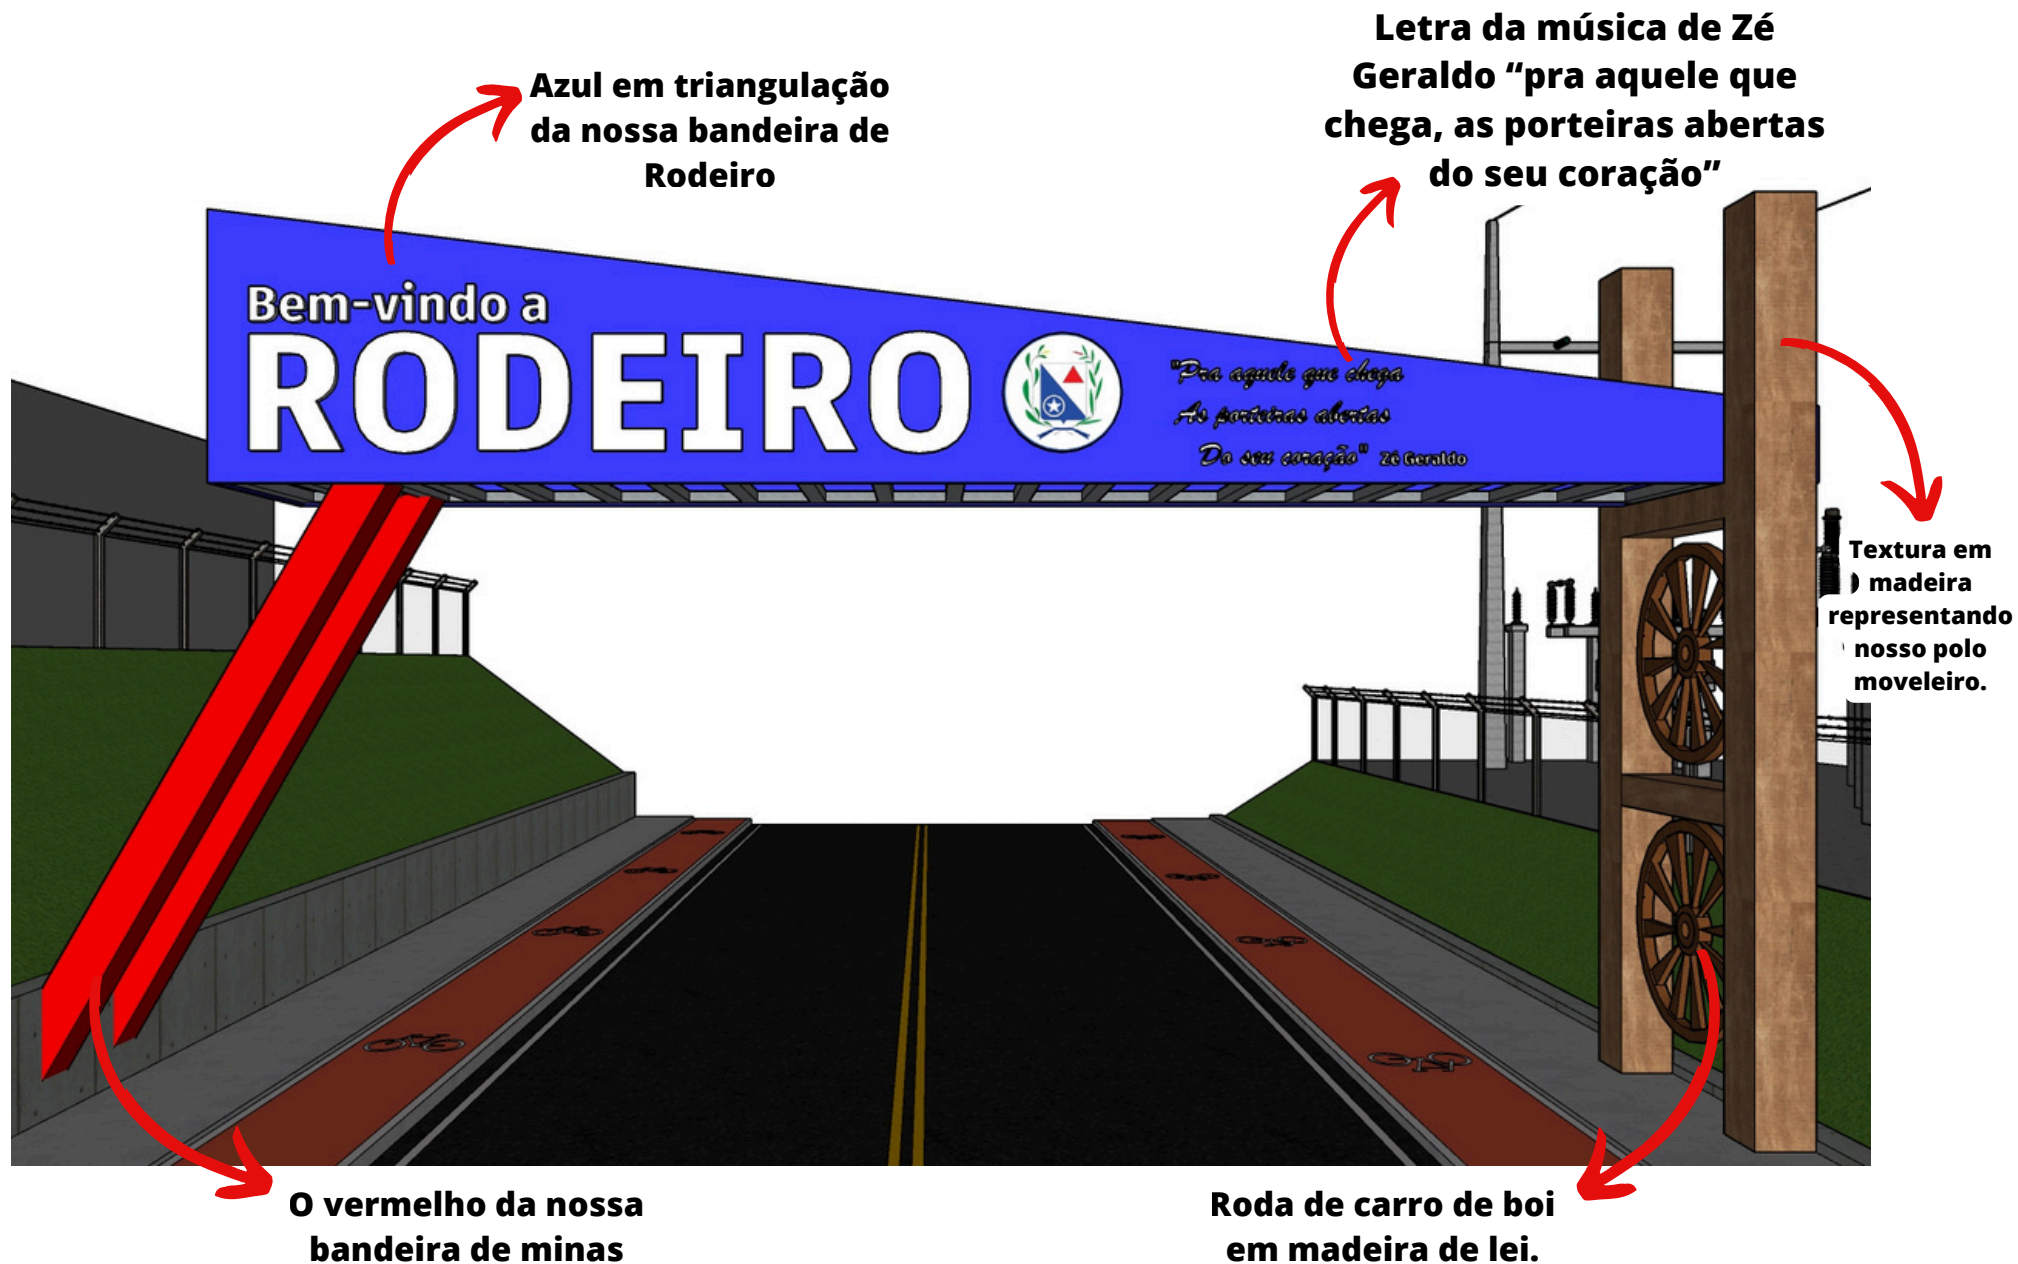 Letra da música de Zé
Geraldo “pra aquele que
chega, as porteiras abertas
do seu coração”
Azul em triangulação
da nossa bandeira de
Rodeiro
Bem-vindo a
RODEIRO
"Pra aquele que chega
As porteiras abertas
Do seu coração" Zé Geraldo
Textura em
madeira
representando
nosso polo
moveleiro.
O vermelho da nossa
bandeira de minas
Roda de carro de boi
em madeira de lei.